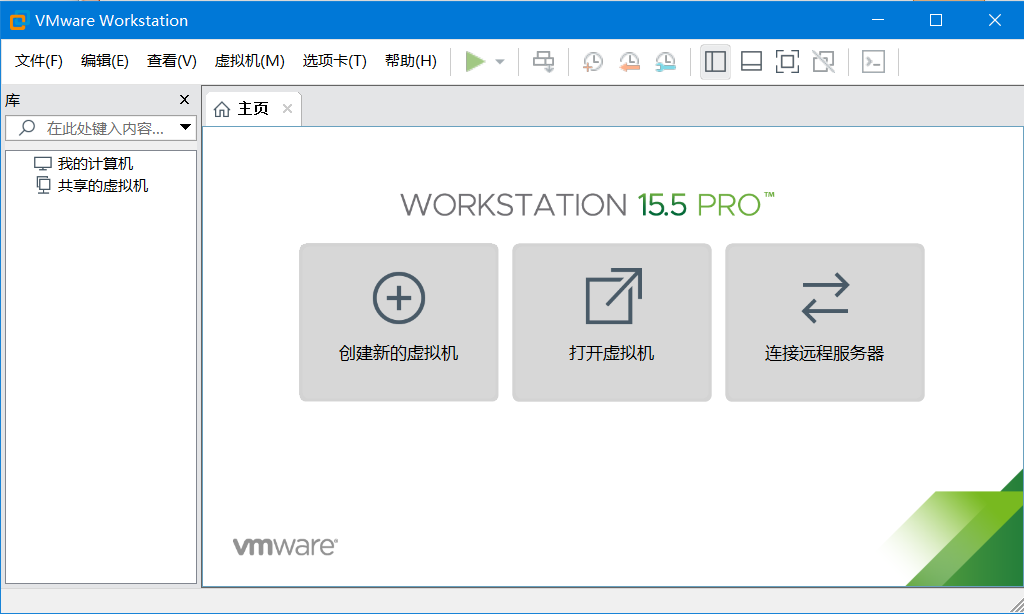 VMware Workstation
文件(F) 编辑(E) 查看(V) 虚拟机(M) 选项卡(T) 帮助(H)
库
在此处键入内容...
我的计算机
共享的虚拟机
主页
WORKSTATION 15.5 PRO™
创建新的虚拟机
打开虚拟机
连接远程服务器
vmware®